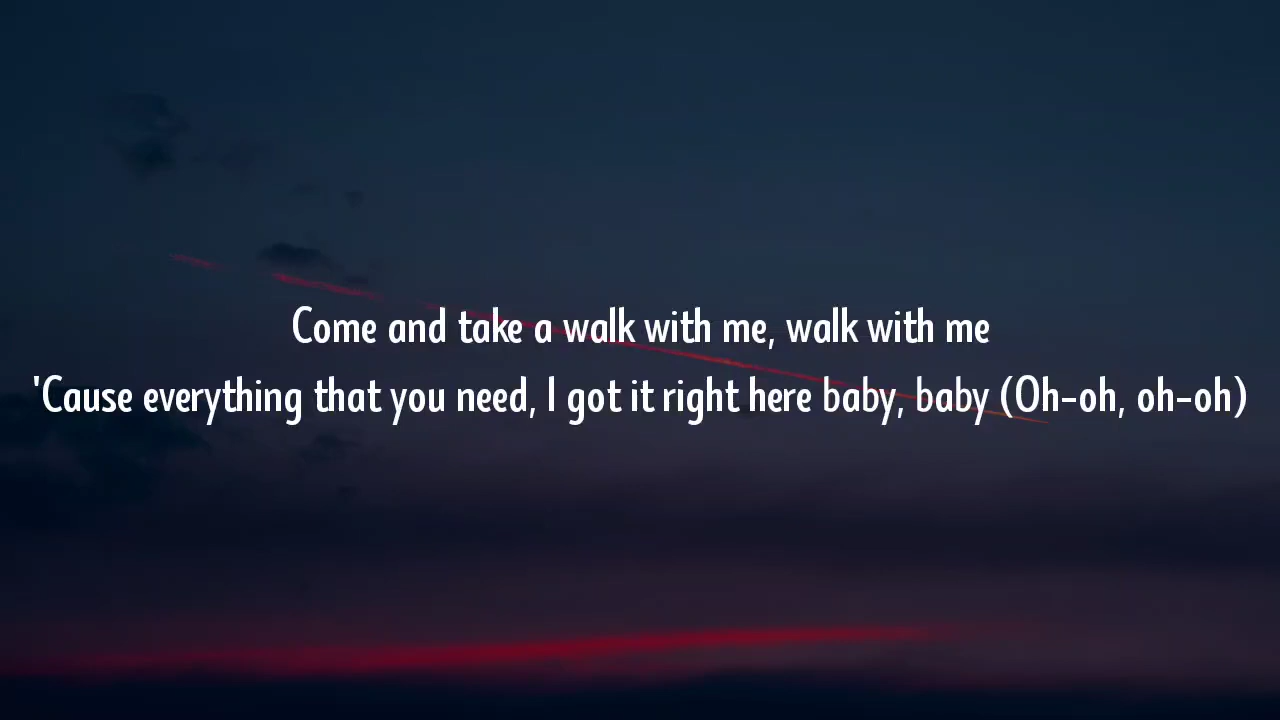 Come and take a walk with me, walk with me
'Cause everything that you need, I got it right here baby, baby (Oh-oh, oh-oh)